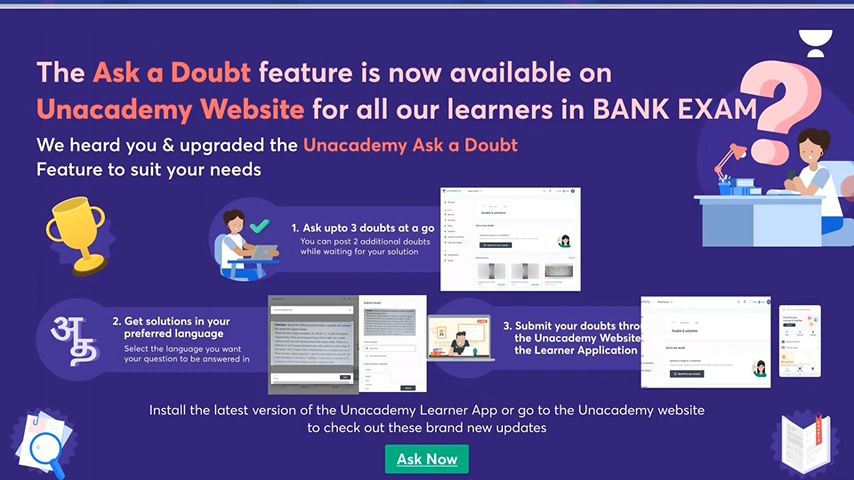 The Ask a Doubt feature is now available on
Unacademy Website for all our learners in BANK EXAM
We heard you & upgraded the Unacademy Ask a Doubt
Feature to suit your needs
1. Ask upto 3 doubts at a go
You can post 2 additional doubts
while waiting for your solution
Doubts & solutions
अ
த
2. Get solutions in your
preferred language
Select the language you want
your question to be answered in
3. Submit your doubts throu
the Unacademy Website
the Learner Application
Doubts & solutions
Install the latest version of the Unacademy Learner App or go to the Unacademy website
to check out these brand new updates
Ask Now